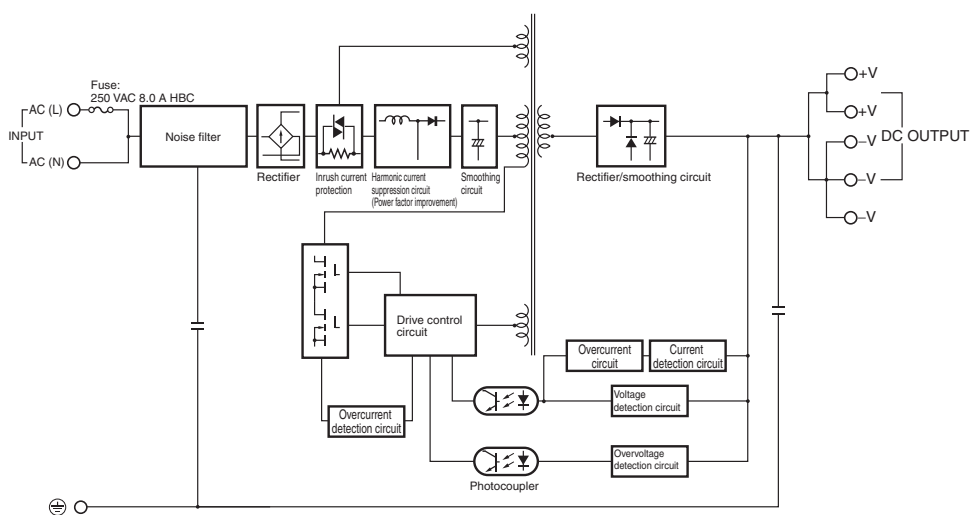 Fuse:
250 VAC 8.0 A HBC
AC (L)
INPUT
AC (N)
Noise filter
Rectifier
Inrush current
protection
Harmonic current
suppression circuit
(Power factor improvement)
Smoothing
circuit
Rectifier/smoothing circuit
+V
+V
–V
DC OUTPUT
–V
–V
Drive control
circuit
Overcurrent
detection circuit
Overcurrent
circuit
Current
detection circuit
Voltage
detection circuit
Overvoltage
detection circuit
Photocoupler